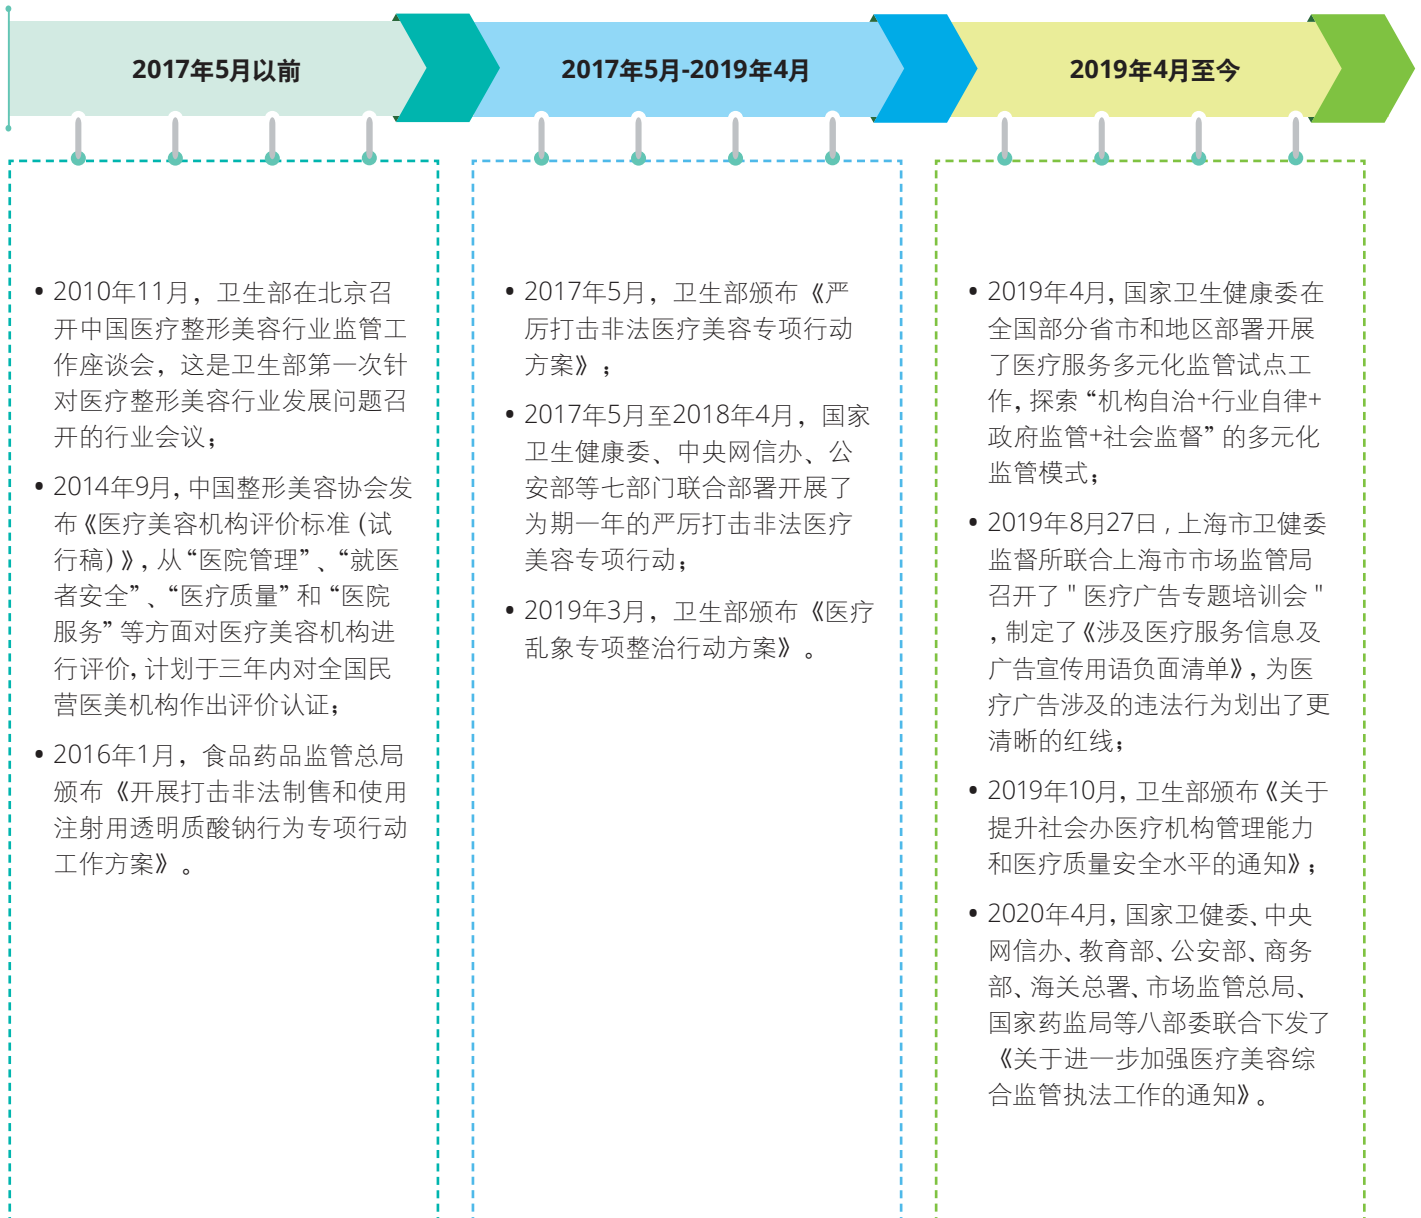 2017年5月以前
2017年5月-2019年4月
2019年4月至今
• 2010年11月，卫生部在北京召
开中国医疗整形美容行业监管工
作座谈会，这是卫生部第一次针
对医疗整形美容行业发展问题召
开的行业会议；
• 2014年9月，中国整形美容协会发
布《医疗美容机构评价标准（试
行稿）》，从“医院管理”、“就医
者安全”、“医疗质量”和“医院
服务”等方面对医疗美容机构进
行评价，计划于三年内对全国民
营医美机构作出评价认证；
• 2016年1月，食品药品监管总局
颁布《开展打击非法制售和使用
注射用透明质酸钠行为专项行动
工作方案》。
• 2017年5月，卫生部颁布《严
厉打击非法医疗美容专项行动
方案》；
• 2017年5月至2018年4月，国家
卫生健康委、中央网信办、公
安部等七部门联合部署开展了
为期一年的严厉打击非法医疗
美容专项行动；
• 2019年3月，卫生部颁布《医疗
乱象专项整治行动方案》。
• 2019年4月，国家卫生健康委在
全国部分省市和地区部署开展
了医疗服务多元化监管试点工
作，探索“机构自治+行业自律+
政府监管+社会监督”的多元化
监管模式；
• 2019年8月27日，上海市卫健委
监督所联合上海市市场监管局
召开了"医疗广告专题培训会"
，制定了《涉及医疗服务信息及
广告宣传用语负面清单》，为医
疗广告涉及的违法行为划出了更
清晰的红线；
• 2019年10月，卫生部颁布《关于
提升社会办医疗机构管理能力
和医疗质量安全水平的通知》；
• 2020年4月，国家卫健委、中央
网信办、教育部、公安部、商务
部、海关总署、市场监管总局、
国家药监局等八部委联合下发了
《关于进一步加强医疗美容综
合监管执法工作的通知》。